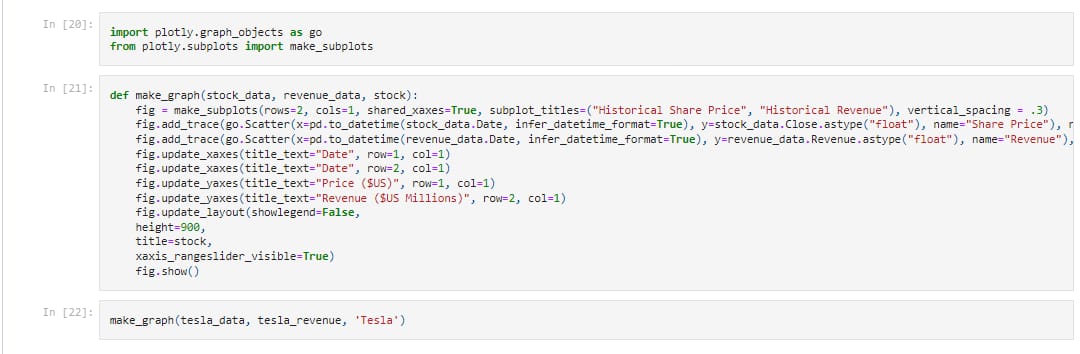 In [20]:
import plotly.graph_objects as go
from plotly.subplots import make_subplots
In [21]:
def make_graph(stock_data, revenue_data, stock):
    fig = make_subplots(rows=2, cols=1, shared_xaxes=True, subplot_titles=("Historical Share Price", "Historical Revenue"), vertical_spacing = .3)
    fig.add_trace(go.Scatter(x=pd.to_datetime(stock_data.Date, infer_datetime_format=True), y=stock_data.Close.astype("float"), name="Share Price"), r
    fig.add_trace(go.Scatter(x=pd.to_datetime(revenue_data.Date, infer_datetime_format=True), y=revenue_data.Revenue.astype("float"), name="Revenue"),
    fig.update_xaxes(title_text="Date", row=1, col=1)
    fig.update_xaxes(title_text="Date", row=2, col=1)
    fig.update_yaxes(title_text="Price ($US)", row=1, col=1)
    fig.update_yaxes(title_text="Revenue ($US Millions)", row=2, col=1)
    fig.update_layout(showlegend=False,
    height=900,
    title=stock,
    xaxis_rangeslider_visible=True)
    fig.show()
In [22]:
make_graph(tesla_data, tesla_revenue, 'Tesla')